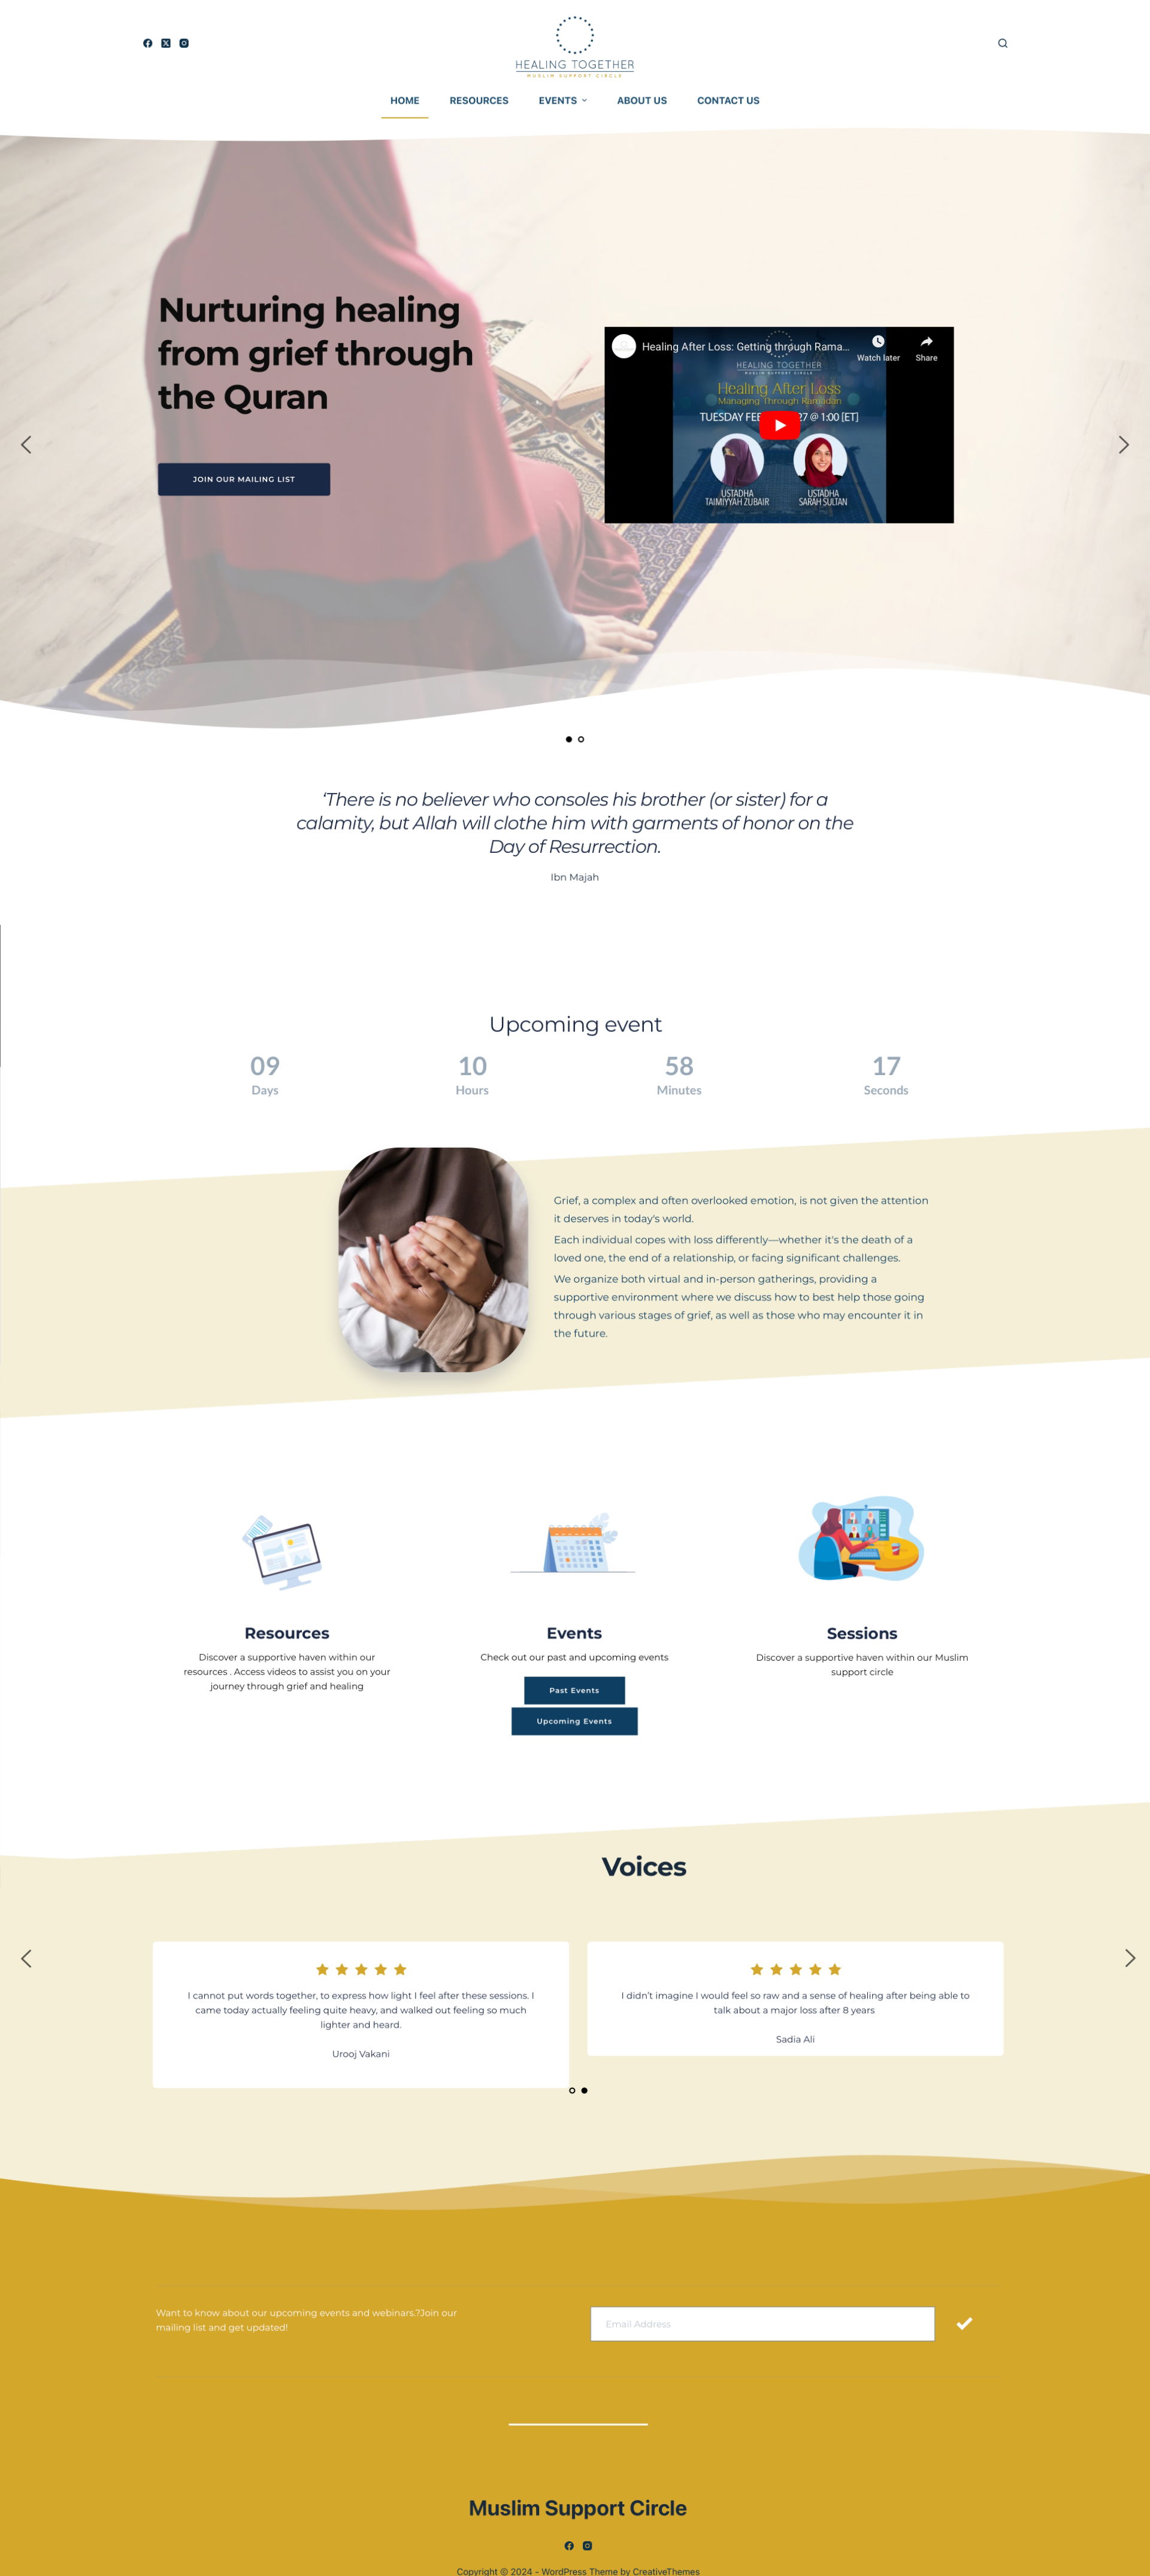 HEALING TOGETHER
MUSLIM SUPPORT CIRCLE
HOME RESOURCES EVENTS ABOUT US CONTACT US
Nurturing healing
from grief through
the Quran
JOIN OUR MAILING LIST
Healing After Loss: Getting through Rama...
Watch later Share
HEALING TOGETHER
MUSLIM SUPPORT CIRCLE
Healing After Loss
Managing Through Ramadan
TUESDAY FEB 27 @ 1:00 [ET]
USTADHA
TAIMIYYAH ZUBAIR
USTADHA
SARAH SULTAN
‘There is no believer who consoles his brother (or sister) for a
calamity, but Allah will clothe him with garments of honor on the
Day of Resurrection.
Ibn Majah
Upcoming event
09 10 58 17
Days Hours Minutes Seconds
Grief, a complex and often overlooked emotion, is not given the attention
it deserves in today's world.
Each individual copes with loss differently—whether it's the death of a
loved one, the end of a relationship, or facing significant challenges.
We organize both virtual and in-person gatherings, providing a
supportive environment where we discuss how to best help those going
through various stages of grief, as well as those who may encounter it in
the future.
Resources
Discover a supportive haven within our
resources . Access videos to assist you on your
journey through grief and healing
Events
Check out our past and upcoming events
Past Events
Upcoming Events
Sessions
Discover a supportive haven within our Muslim
support circle
Voices
I cannot put words together, to express how light I feel after these sessions. I
came today actually feeling quite heavy, and walked out feeling so much
lighter and heard.
Urooj Vakani
I didn’t imagine I would feel so raw and a sense of healing after being able to
talk about a major loss after 8 years
Sadia Ali
Want to know about our upcoming events and webinars.?Join our
mailing list and get updated!
Email Address
Muslim Support Circle
Copyright © 2024 - WordPress Theme by CreativeThemes